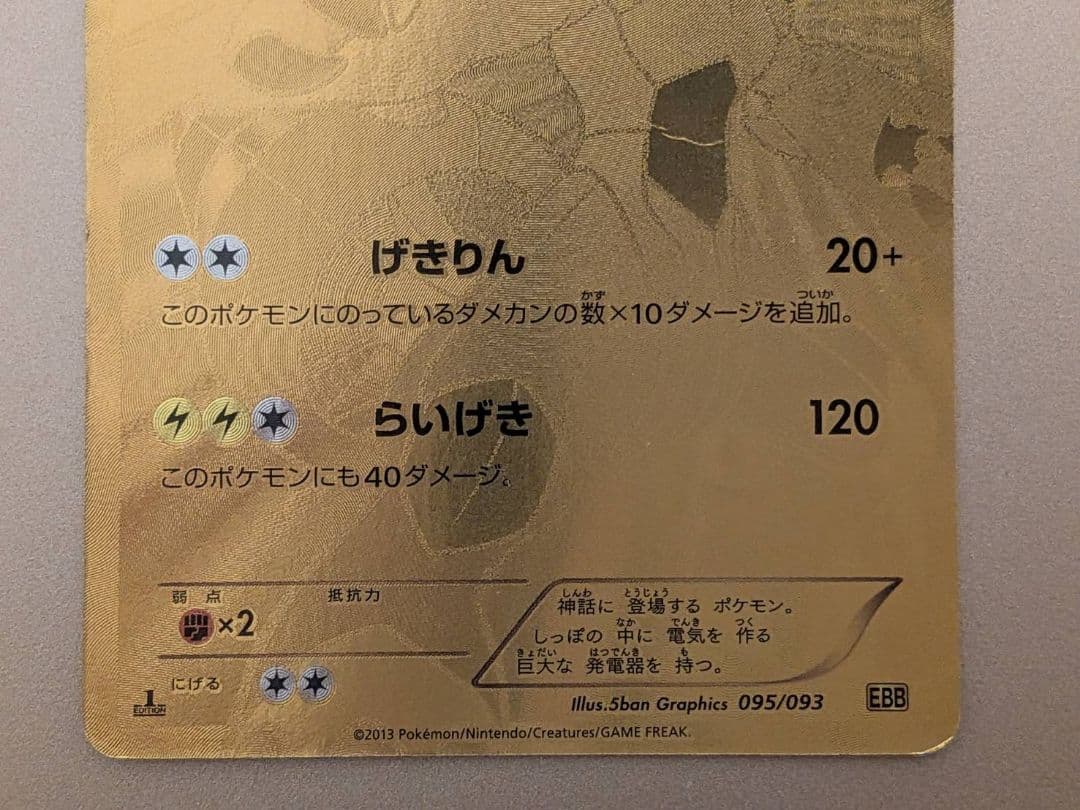 げきりん 20+
このポケモンにのっているダメカンの数×10ダメージを追加。
らいげき 120
このポケモンにも40ダメージ。
弱点 抵抗力
×2
にげる
神話に 登場する ポケモン。
しっぽの 中に 電気を 作る
巨大な 発電器を 持つ。
1 EDITION
Illus.5ban Graphics 095/093 EBB
©2013 Pokémon/Nintendo/Creatures/GAME FREAK.